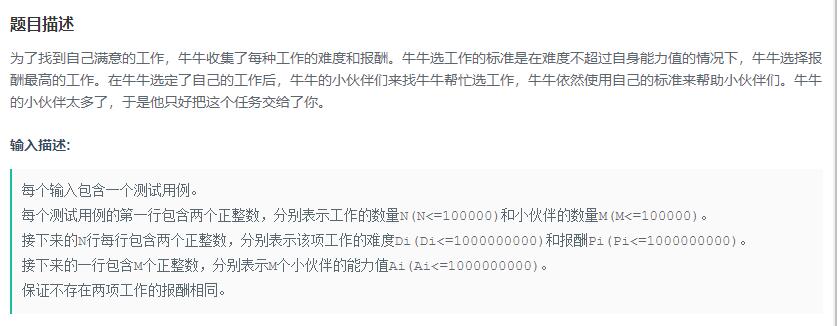 题目描述
为了找到自己满意的工作，牛牛收集了每种工作的难度和报酬。牛牛选工作的标准是在难度不超过自身能力值的情况下，牛牛选择报
酬最高的工作。在牛牛选定了自己的工作后，牛牛的小伙伴们来找牛牛帮忙选工作，牛牛依然使用自己的标准来帮助小伙伴们。牛牛
的小伙伴太多了，于是他只好把这个任务交给了你。
输入描述:
每个输入包含一个测试用例。
每个测试用例的第一行包含两个正整数，分别表示工作的数量N(N<=100000)和小伙伴的数量M(M<=100000)。
接下来的N行每行包含两个正整数，分别表示该项工作的难度Di(Di<=1000000000)和报酬Pi(Pi<=1000000000)。
接下来的一行包含M个正整数，分别表示M个小伙伴的能力值Ai(Ai<=1000000000)。
保证不存在两项工作的报酬相同。